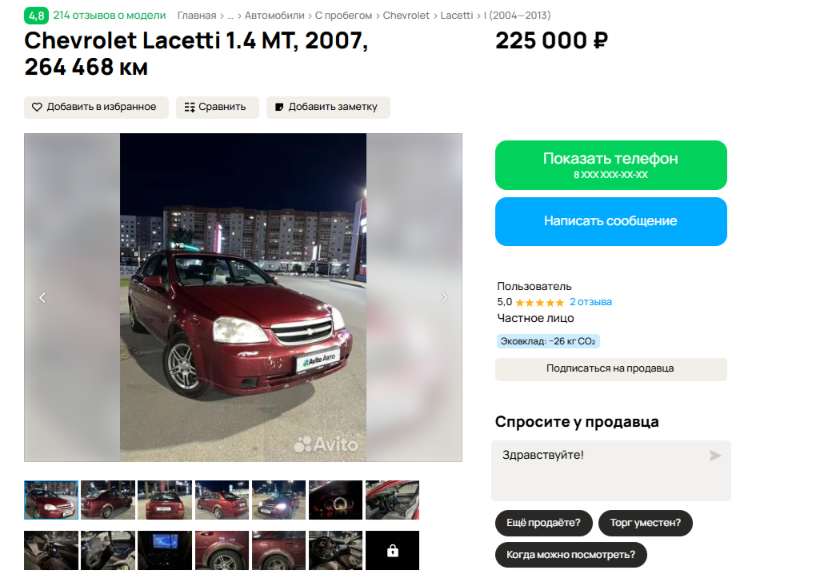 4,8 214 отзывов о модели Главная › ... › Автомобили › С пробегом › Chevrolet › Lacetti › I (2004—2013)
Chevrolet Lacetti 1.4 MT, 2007,
264 468 км
225 000 ₽
Добавить в избранное Сравнить Добавить заметку
Avito Авто
Avito
Показать телефон
8 XXX XXX-XX-XX
Написать сообщение
Пользователь
5,0 ★★★★★ 2 отзыва
Частное лицо
Эковклад: −26 кг CO₂
Подписаться на продавца
Спросите у продавца
Здравствуйте!
Ещё продаёте? Торг уместен?
Когда можно посмотреть?